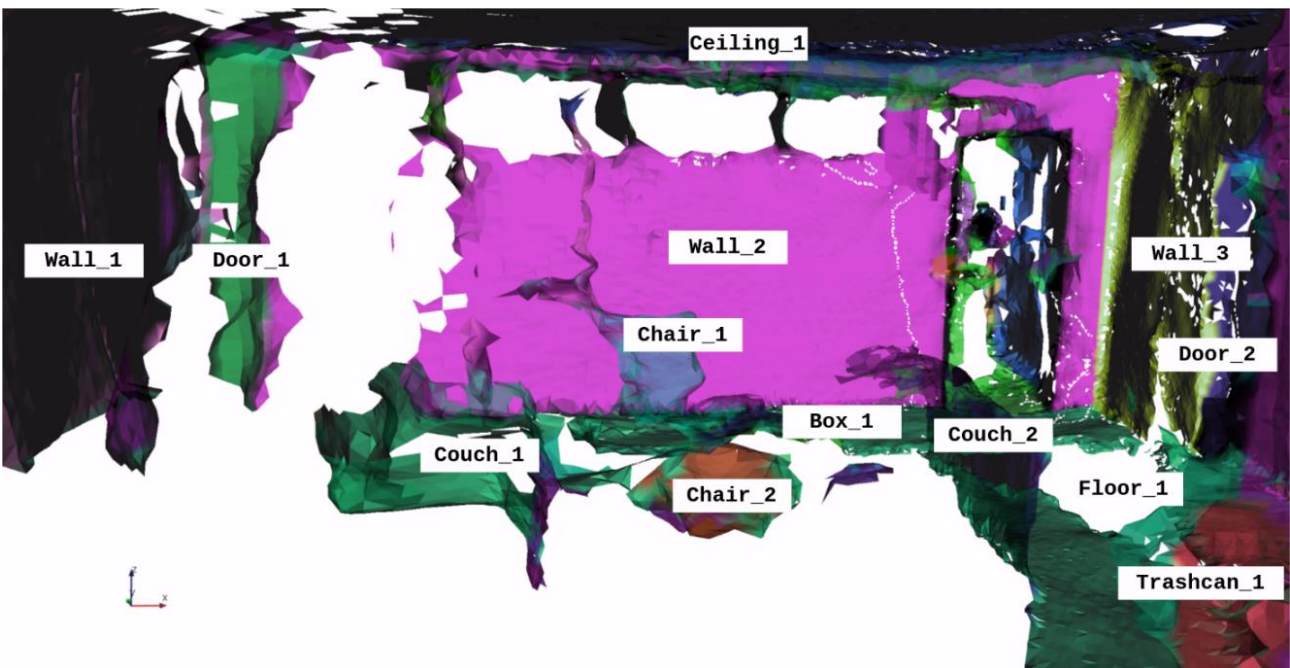 Ceiling_1
Wall_1
Door_1
Wall_2
Wall_3
Chair_1
Door_2
Box_1
Couch_1
Couch_2
Chair_2
Floor_1
Trashcan_1
z
x